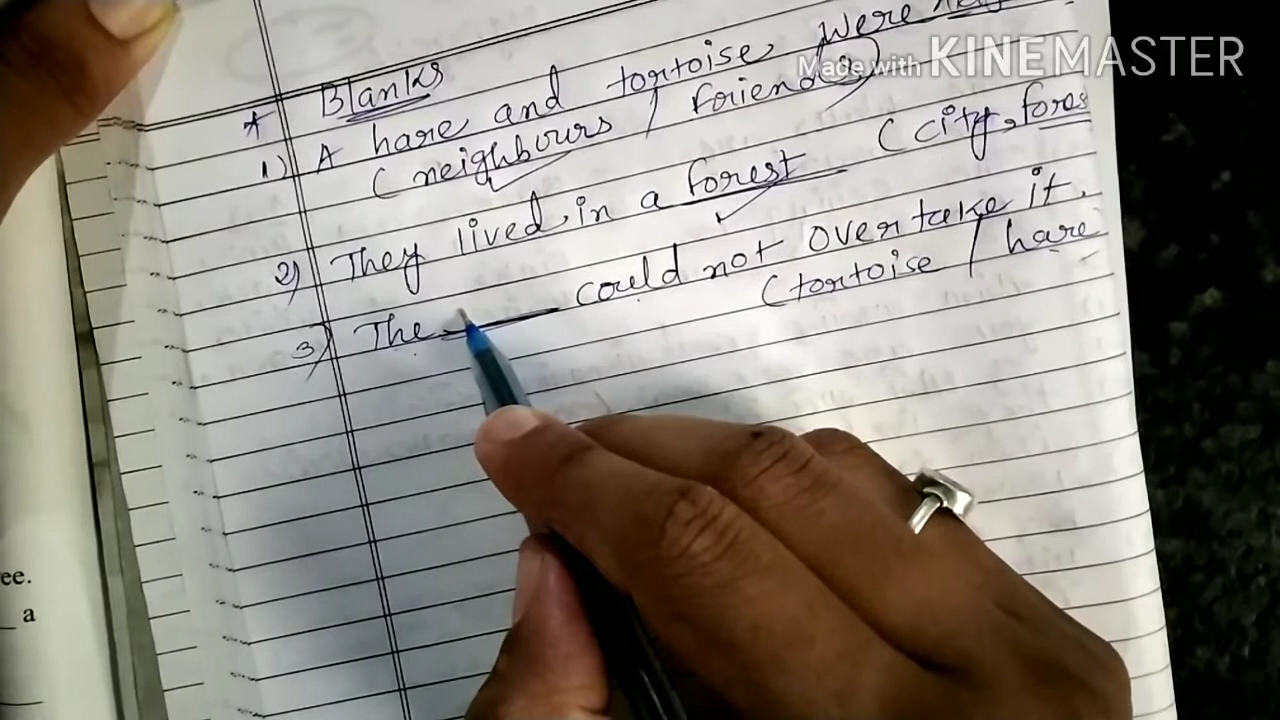 Made with KINEMASTER
* Blanks
1) A hare and tortoise were
( neighbours / friends )
2) They lived in a forest ( city, fores
3) The ____ could not overtake it.
( tortoise / hare
ee.
_ a